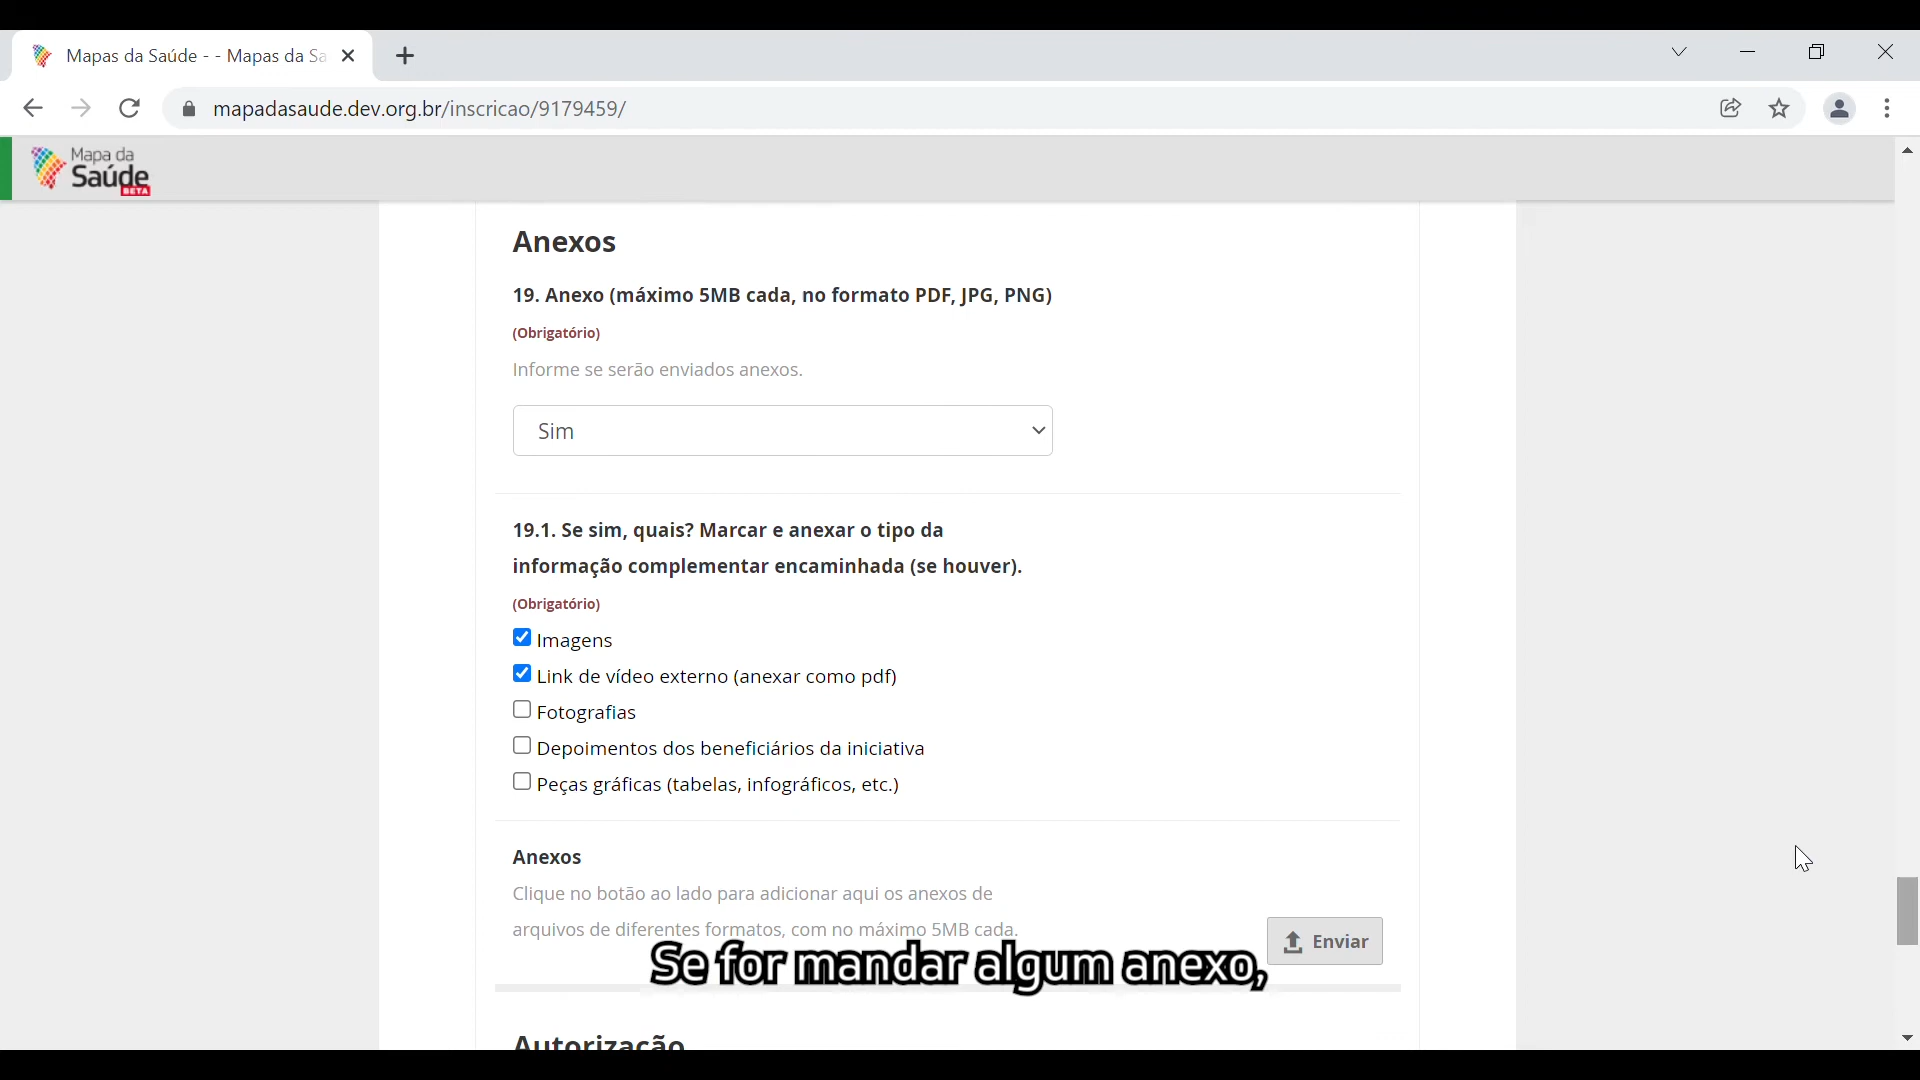 Mapas da Saúde - - Mapas da Sa
mapadasaude.dev.org.br/inscricao/9179459/
Mapa da
Saúde
BETA
Anexos
19. Anexo (máximo 5MB cada, no formato PDF, JPG, PNG)
(Obrigatório)
Informe se serão enviados anexos.
Sim
19.1. Se sim, quais? Marcar e anexar o tipo da
informação complementar encaminhada (se houver).
(Obrigatório)
Imagens
Link de vídeo externo (anexar como pdf)
Fotografias
Depoimentos dos beneficiários da iniciativa
Peças gráficas (tabelas, infográficos, etc.)
Anexos
Clique no botão ao lado para adicionar aqui os anexos de
arquivos de diferentes formatos, com no máximo 5MB cada.
Enviar
Se for mandar algum anexo,
Autorização